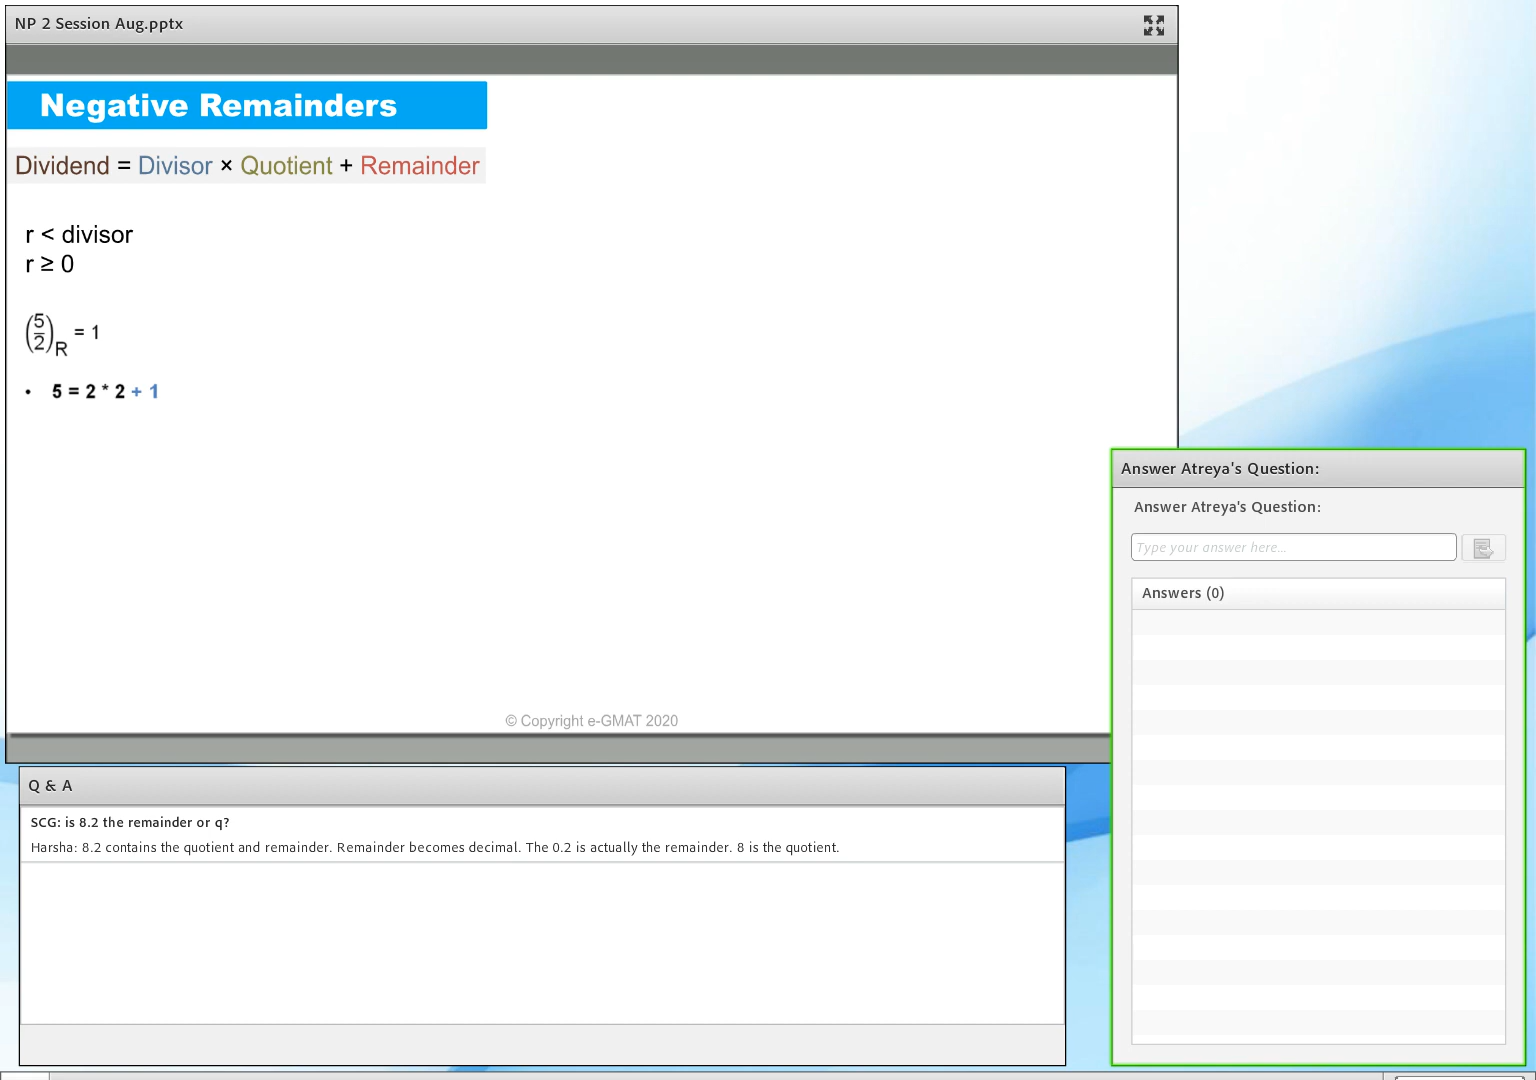 NP 2 Session Aug.pptx
Negative Remainders
Dividend = Divisor × Quotient + Remainder
r < divisor
r ≥ 0
(5/2)R = 1
• 5 = 2 * 2 + 1
© Copyright e-GMAT 2020
Answer Atreya's Question:
Answer Atreya's Question:
Type your answer here...
Answers (0)
Q & A
SCG: is 8.2 the remainder or q?
Harsha: 8.2 contains the quotient and remainder. Remainder becomes decimal. The 0.2 is actually the remainder. 8 is the quotient.